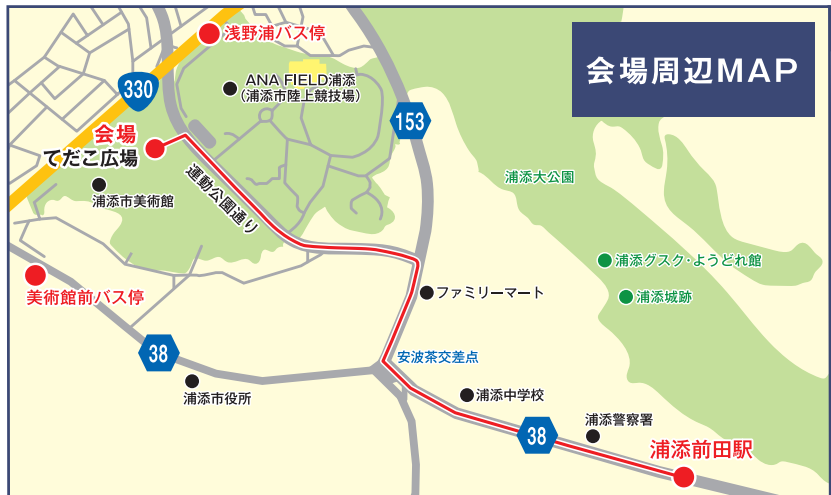 浅野浦バス停
会場周辺MAP
ANA FIELD浦添
(浦添市陸上競技場)
330
153
会場
てだこ広場
浦添市美術館
運動公園通り
浦添大公園
浦添グスク・ようどれ館
浦添城跡
美術館前バス停
ファミリーマート
38
安波茶交差点
浦添市役所
浦添中学校
浦添警察署
38
浦添前田駅